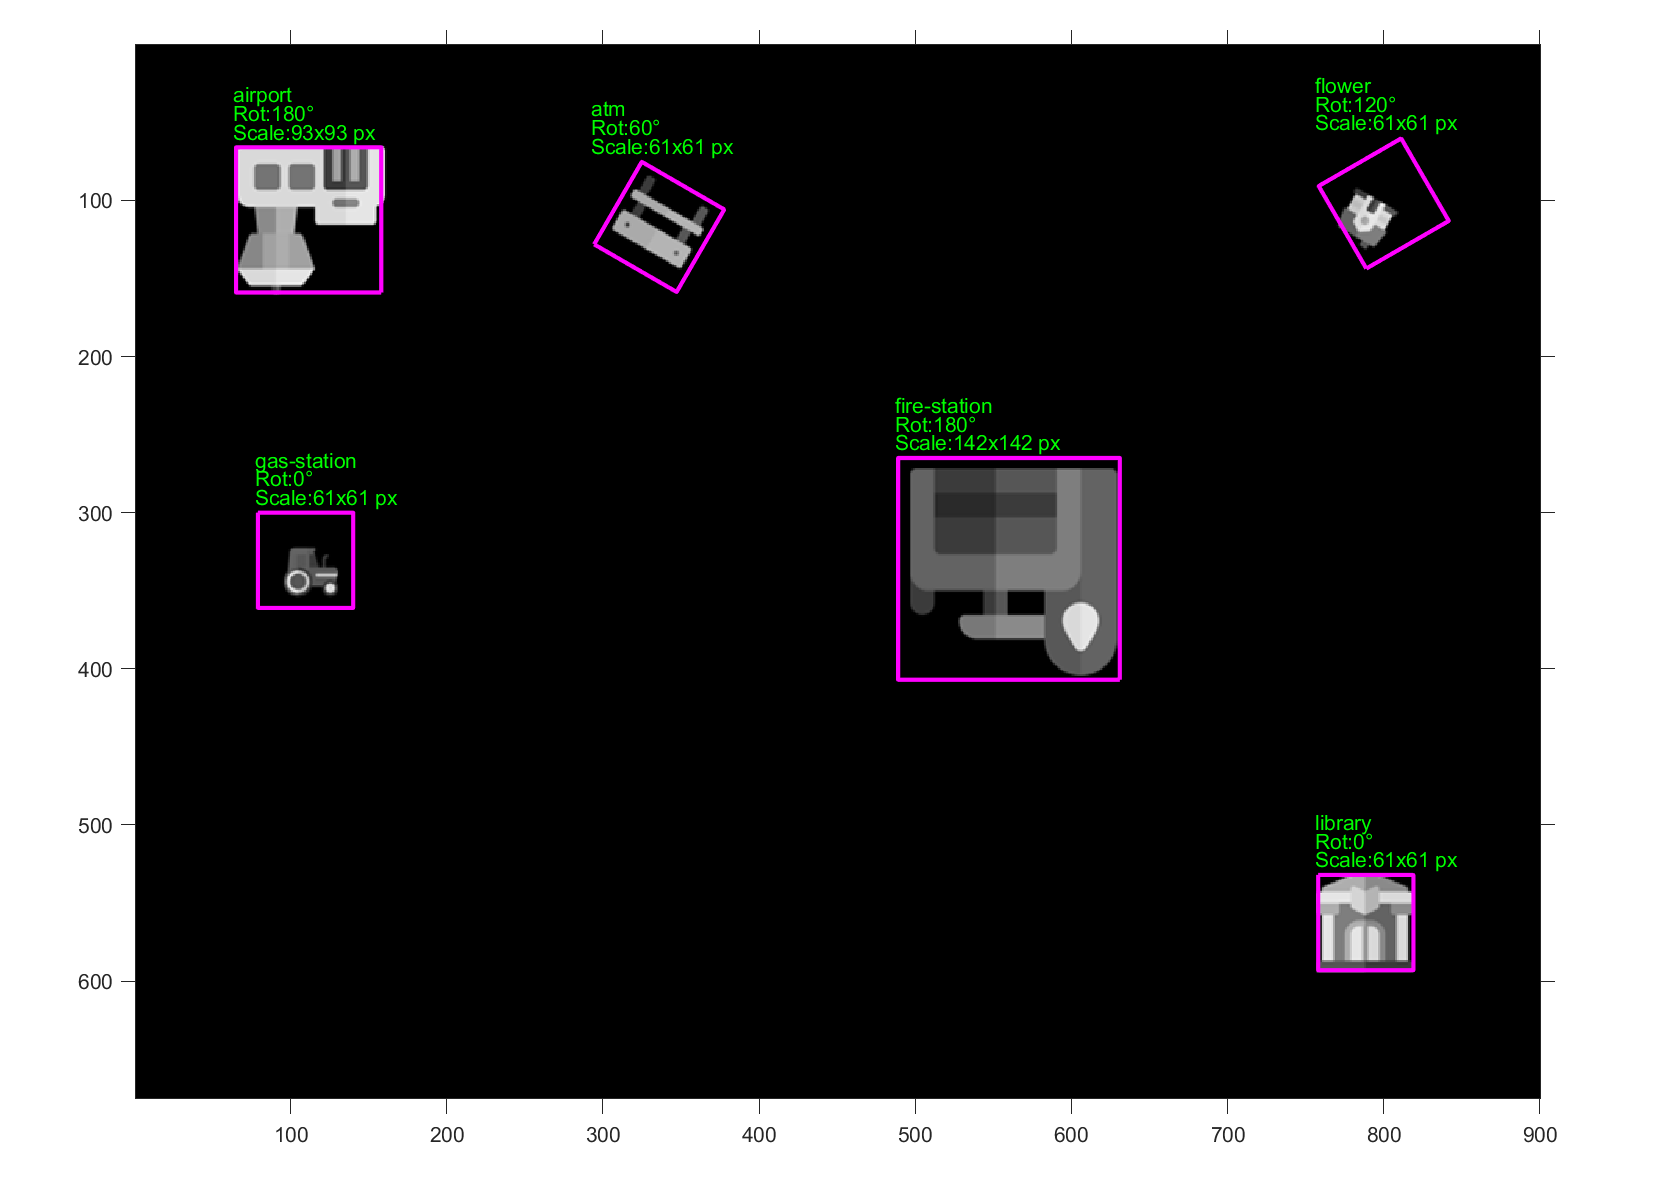 airport
Rot:180°
Scale:93x93 px
atm
Rot:60°
Scale:61x61 px
flower
Rot:120°
Scale:61x61 px
fire-station
Rot:180°
Scale:142x142 px
gas-station
Rot:0°
Scale:61x61 px
library
Rot:0°
Scale:61x61 px
100
200
300
400
500
600
100
200
300
400
500
600
700
800
900